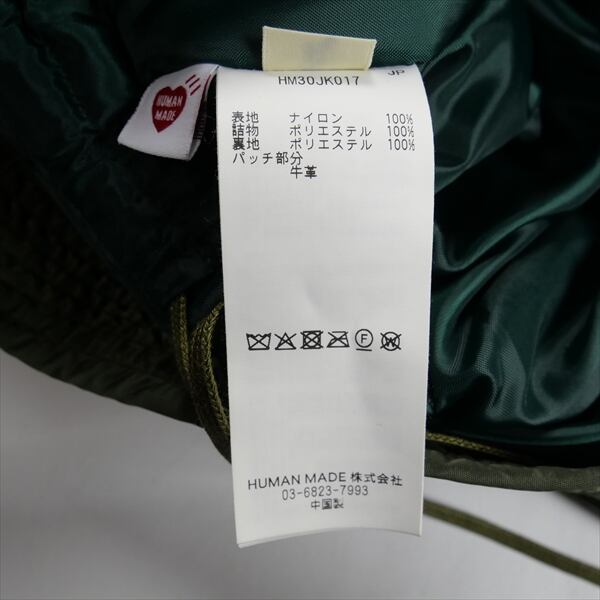 HUMAN
MADE
HM30JK017 JP
表地 ナイロン 100%
詰物 ポリエステル 100%
裏地 ポリエステル 100%
パッチ部分
牛革
F
W
HUMAN MADE 株式会社
03-6823-7993
中国製